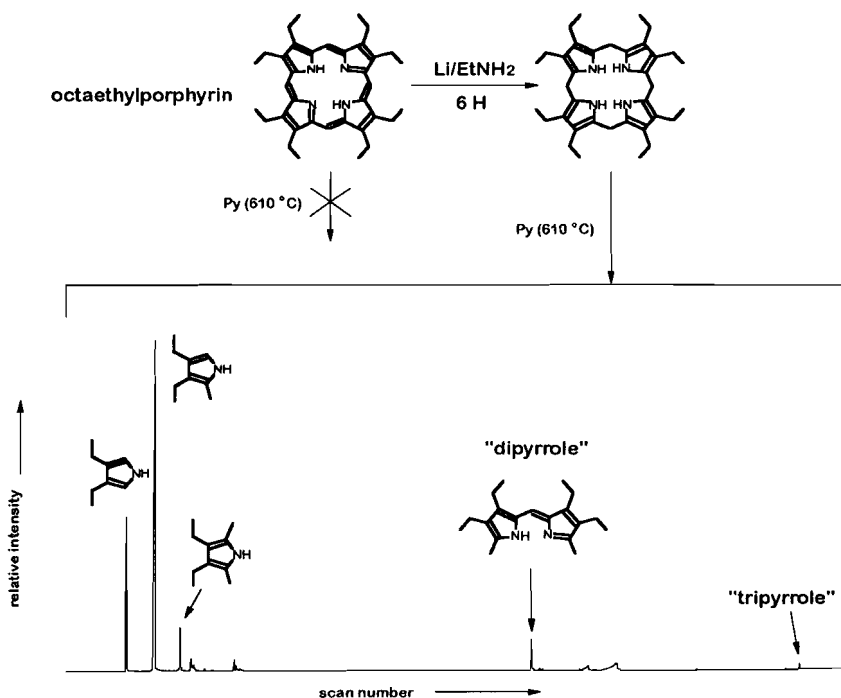 octaethylporphyrin
NH
N
N
HN
Li/EtNH2
6 H
NH
HN
NH
HN
Py (610 °C)
Py (610 °C)
NH
"dipyrrole"
NH
NH
N
NH
"tripyrrole"
relative intensity
scan number